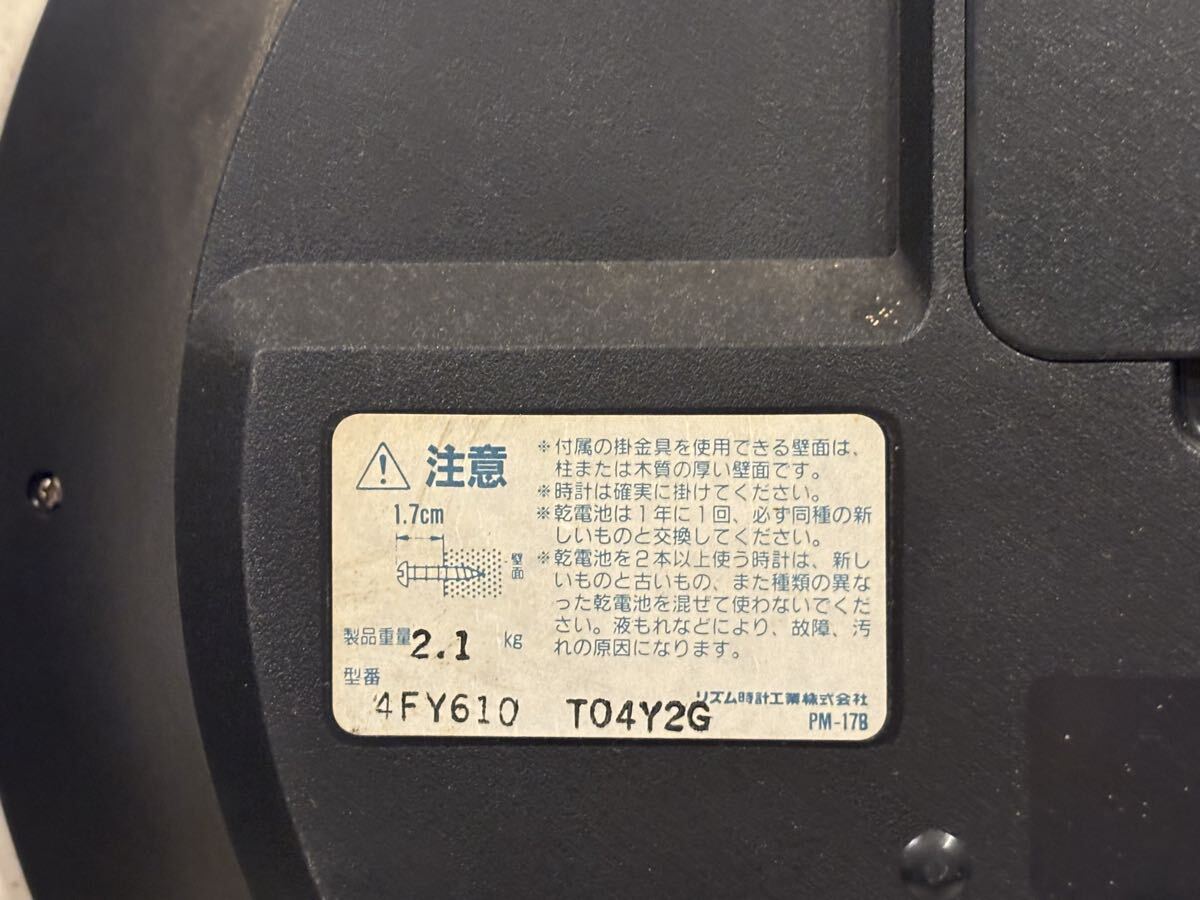 注意
1.7cm
壁面
製品重量 2.1 kg
型番
4FY610 T04Y2G
※付属の掛金具を使用できる壁面は、
柱または木質の厚い壁面です。
※時計は確実に掛けてください。
※乾電池は1年に1回、必ず同種の新
しいものと交換してください。
※乾電池を2本以上使う時計は、新し
いものと古いもの、また種類の異な
った乾電池を混ぜて使わないでくだ
さい。液もれなどにより、故障、汚
れの原因になります。
リズム時計工業株式会社
PM-17B